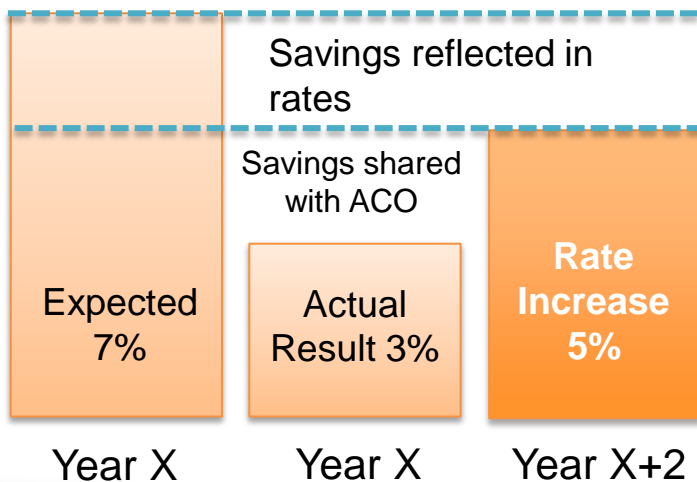 Savings reflected in
rates
Savings shared
with ACO
Expected
7%
Actual
Result 3%
Rate
Increase
5%
Year X
Year X
Year X+2